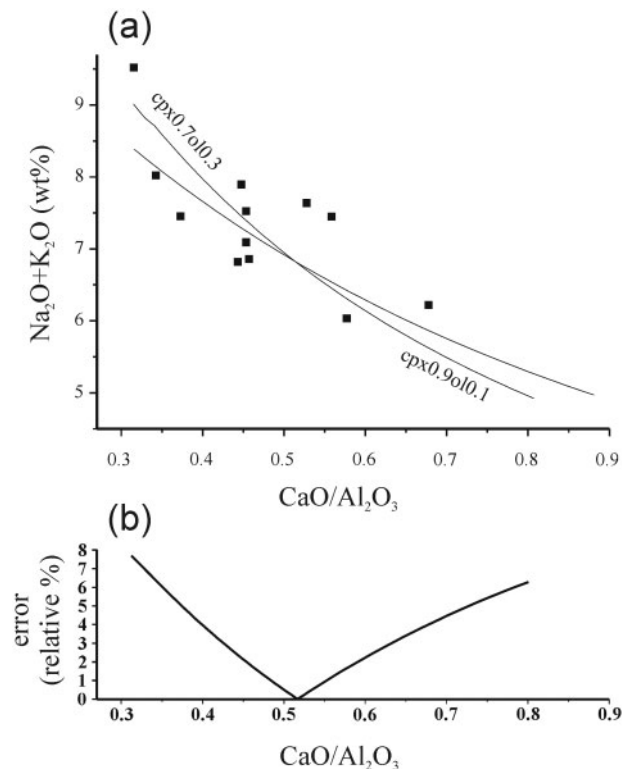 (a)
Na₂O+K₂O (wt%)
9
8
7
6
5
cpx0.7ol0.3
cpx0.9ol0.1
0.3 0.4 0.5 0.6 0.7 0.8 0.9
CaO/Al₂O₃
(b)
error
(relative %)
8
7
6
5
4
3
2
1
0
0.3 0.4 0.5 0.6 0.7 0.8 0.9
CaO/Al₂O₃